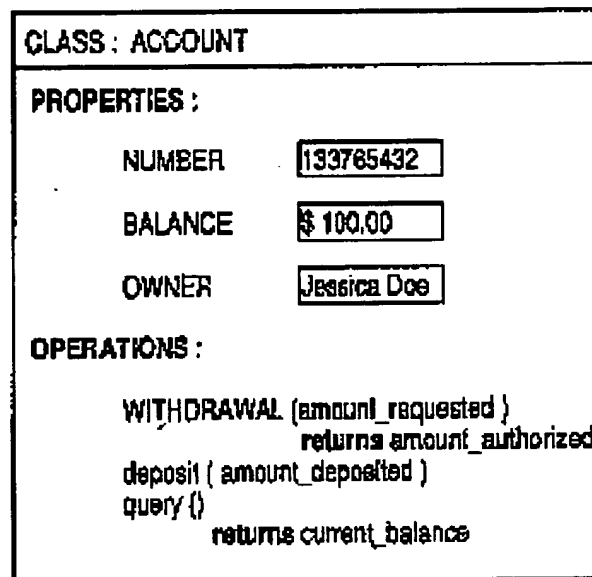 CLASS : ACCOUNT
PROPERTIES :
NUMBER 133765432
BALANCE $ 100.00
OWNER Jessica Doe
OPERATIONS :
WITHDRAWAL (amount_requested )
returns amount_authorized
deposit ( amount_deposited )
query ()
returns current_balance